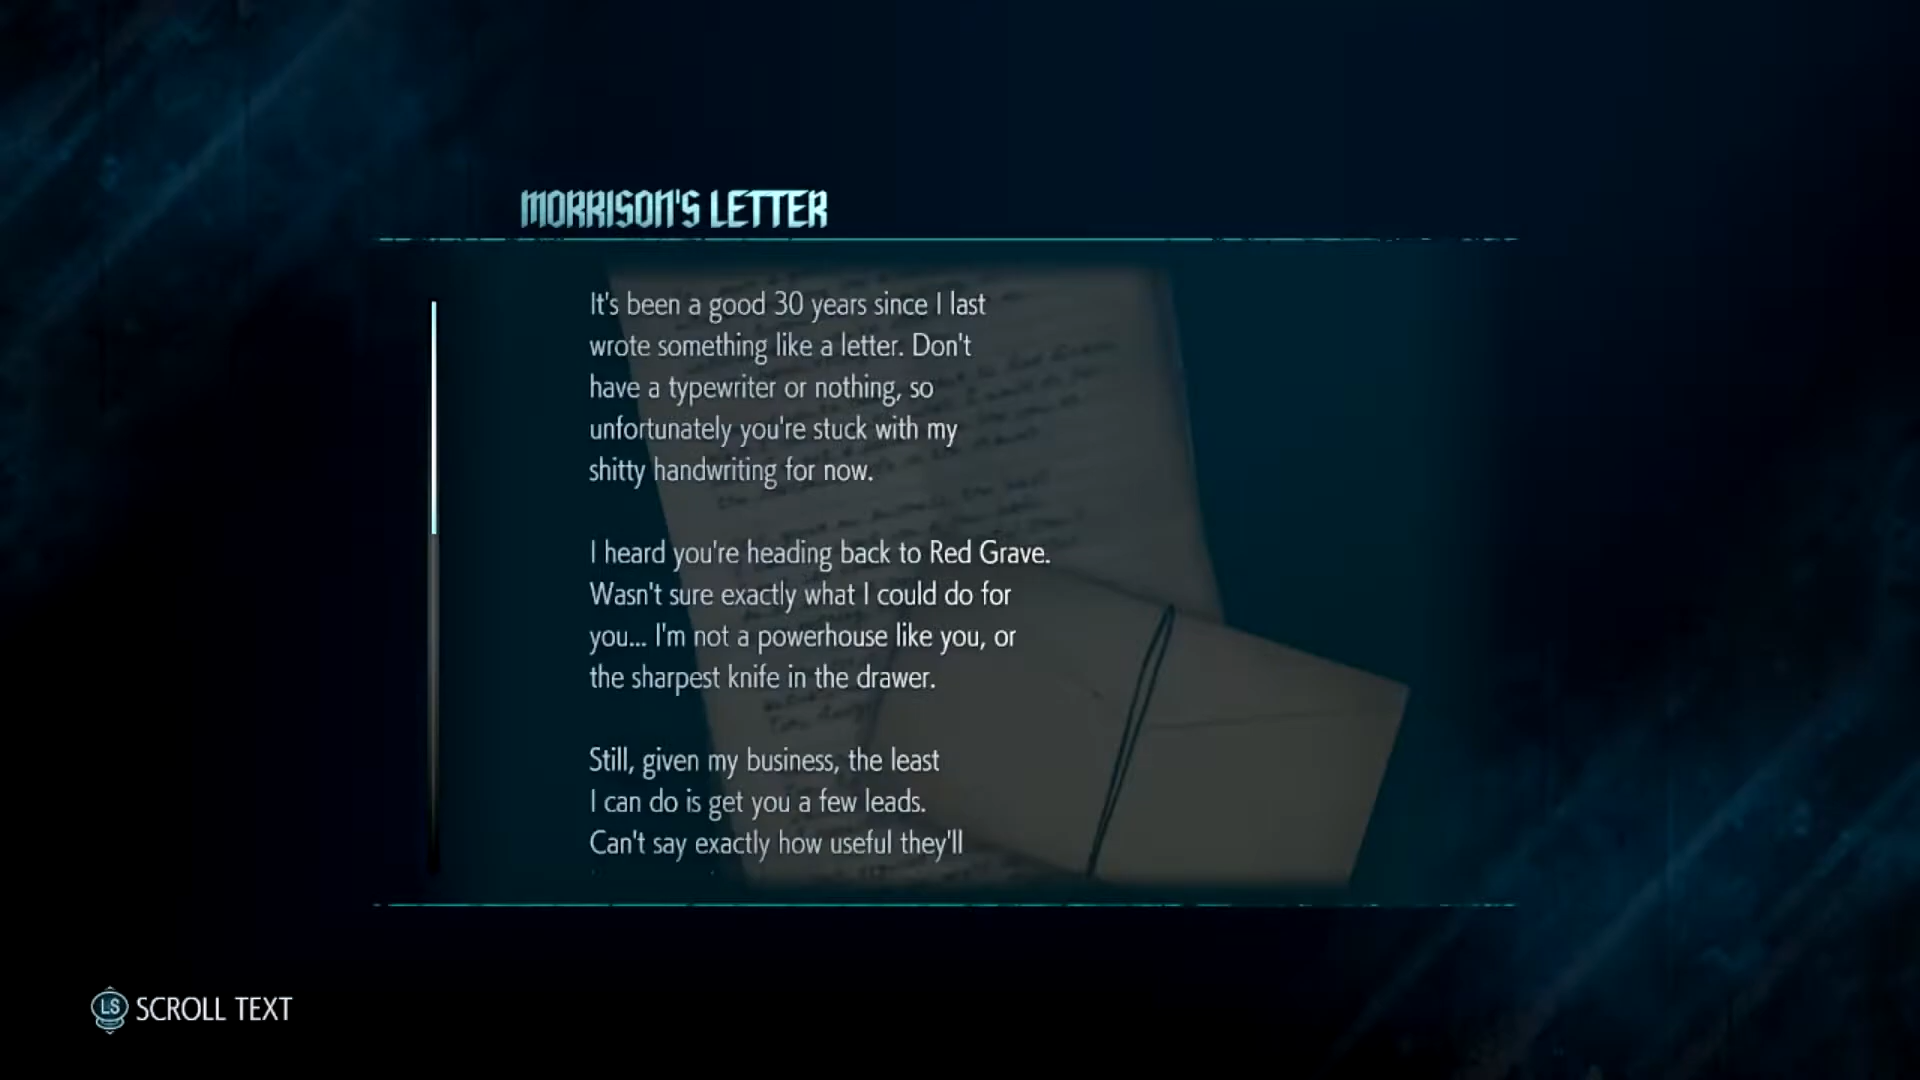 MORRISON'S LETTER
It's been a good 30 years since I last
wrote something like a letter. Don't
have a typewriter or nothing, so
unfortunately you're stuck with my
shitty handwriting for now.
I heard you're heading back to Red Grave.
Wasn't sure exactly what I could do for
you... I'm not a powerhouse like you, or
the sharpest knife in the drawer.
Still, given my business, the least
I can do is get you a few leads.
Can't say exactly how useful they'll
LS SCROLL TEXT